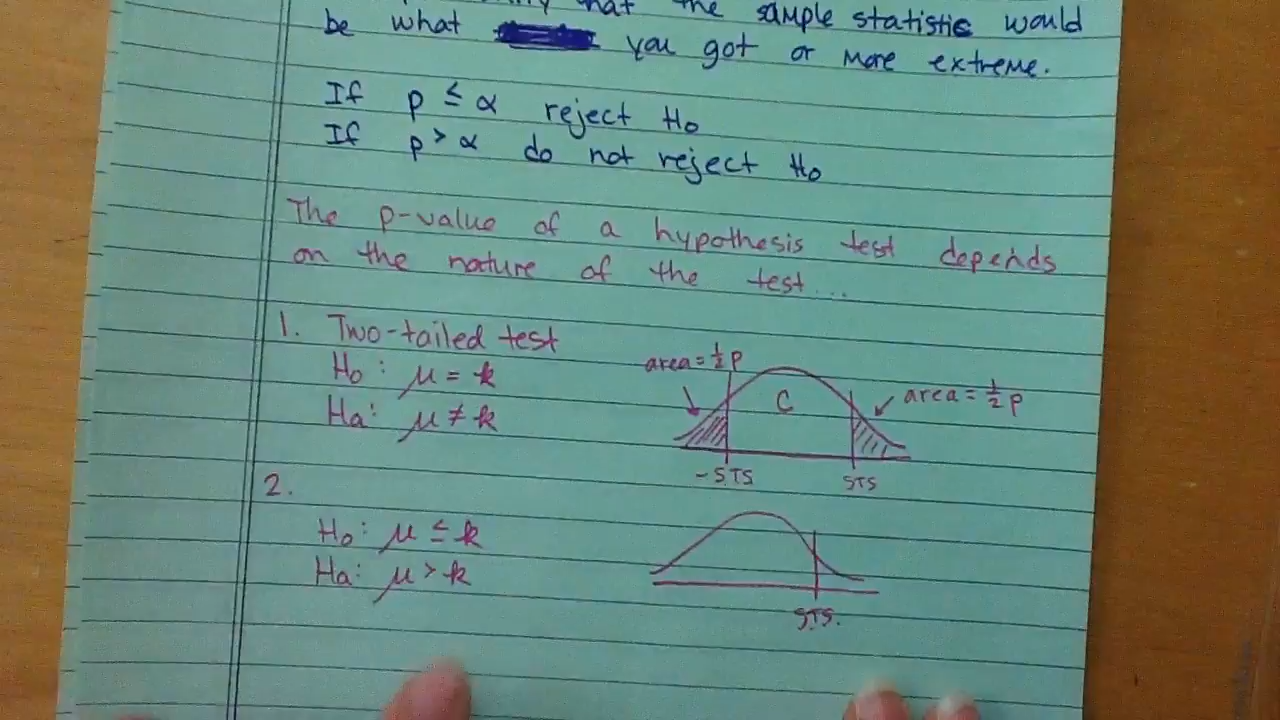 that the sample statistic would
be what you got or more extreme.
If p ≤ α reject H₀
If p > α do not reject H₀
The p-value of a hypothesis test depends
on the nature of the test...
1. Two-tailed test
H₀: μ = k
Ha: μ ≠ k
area = ½p
C
area = ½p
-STS
STS
2.
H₀: μ ≤ k
Ha: μ > k
STS.